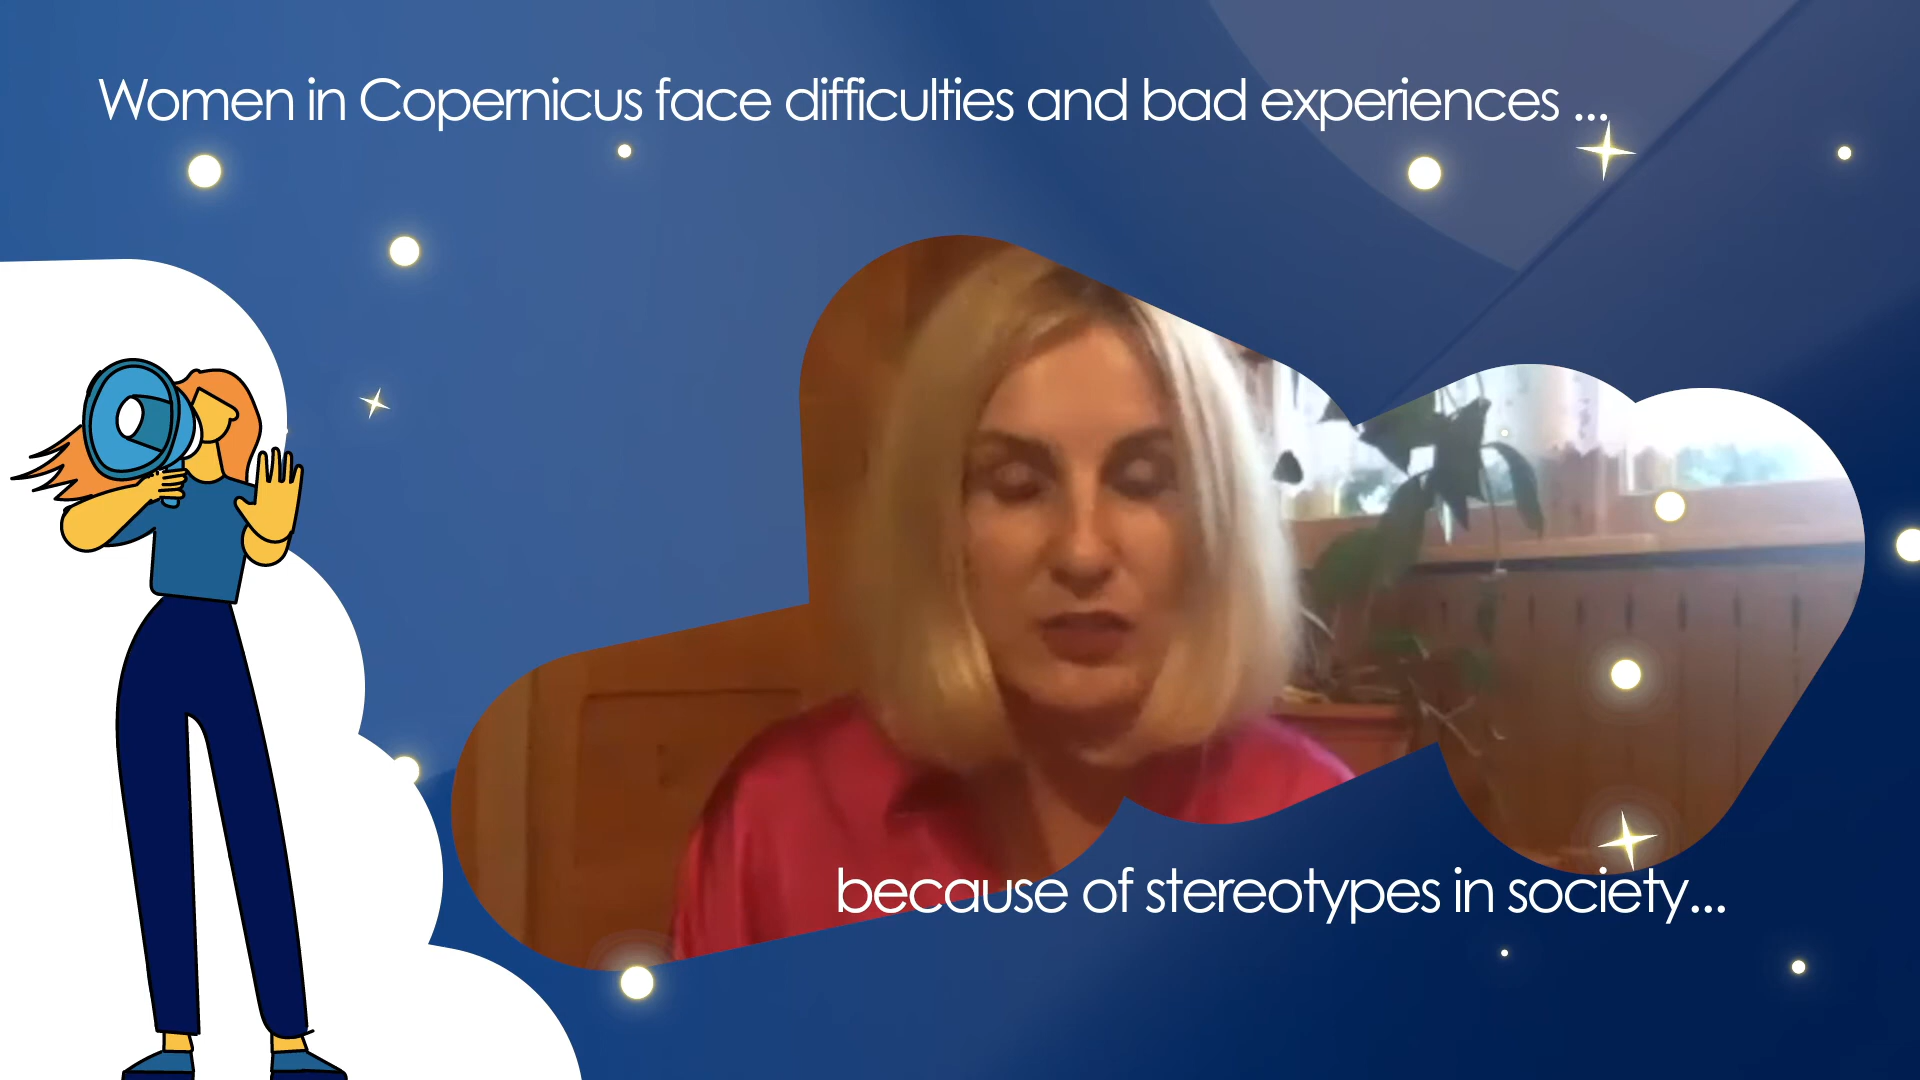 Women in Copernicus face difficulties and bad experiences ...
because of stereotypes in society...